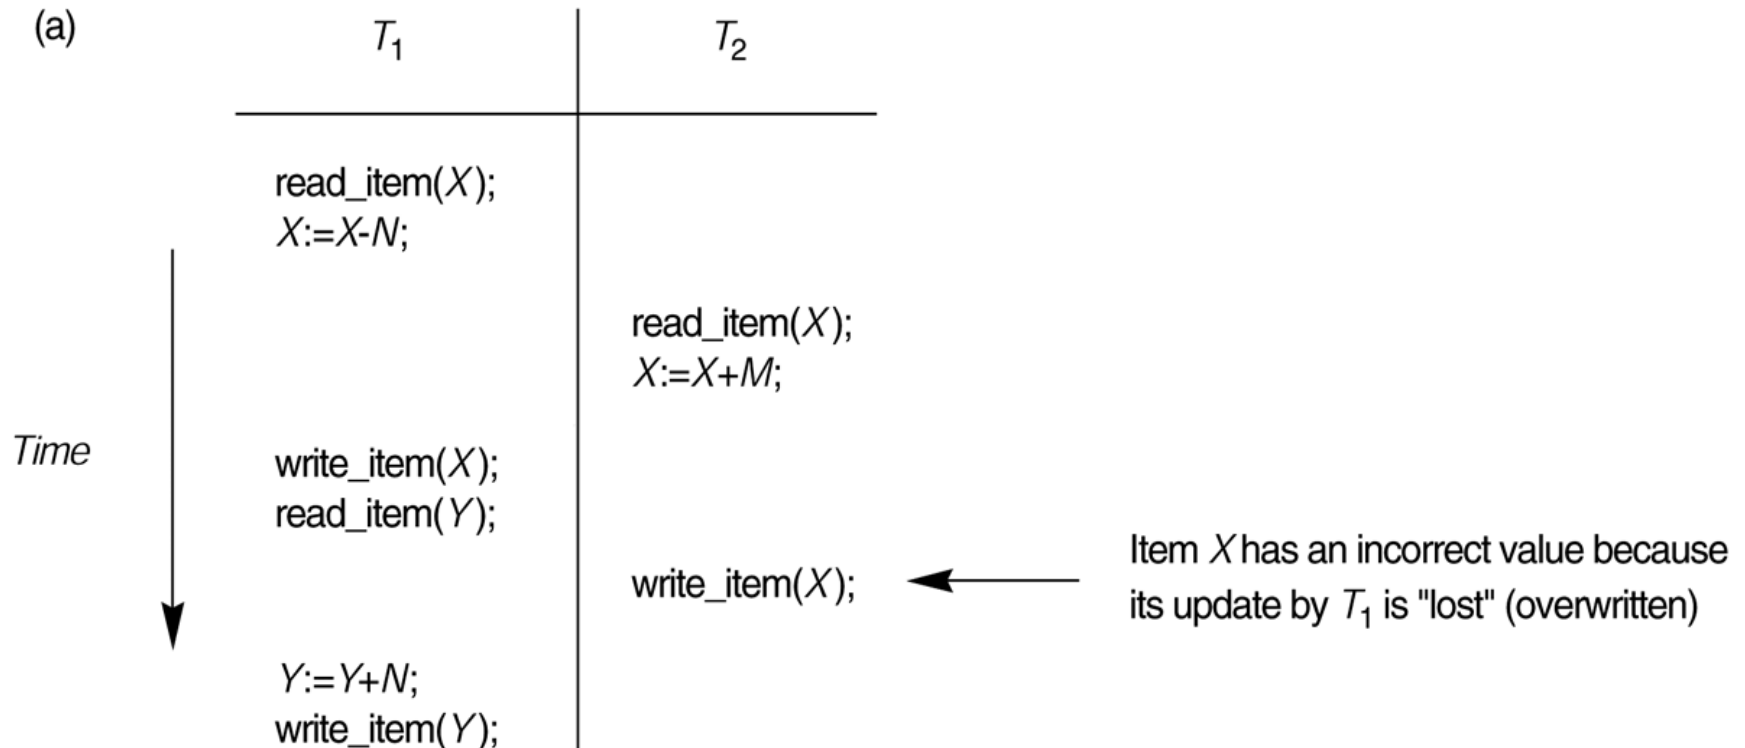 (a)
T1 T2
read_item(X);
X:=X-N;
read_item(X);
X:=X+M;
Time
write_item(X);
read_item(Y);
write_item(X);
Item X has an incorrect value because
its update by T1 is "lost" (overwritten)
Y:=Y+N;
write_item(Y);